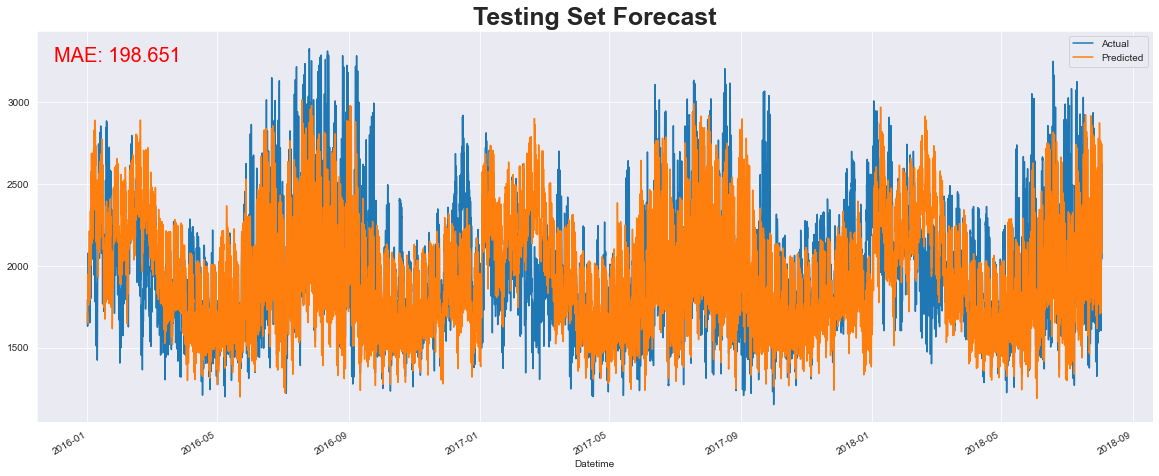 Testing Set Forecast
MAE: 198.651
Actual
Predicted
3000
2500
2000
1500
2016-01
2016-05
2016-09
2017-01
2017-05
2017-09
2018-01
2018-05
2018-09
Datetime